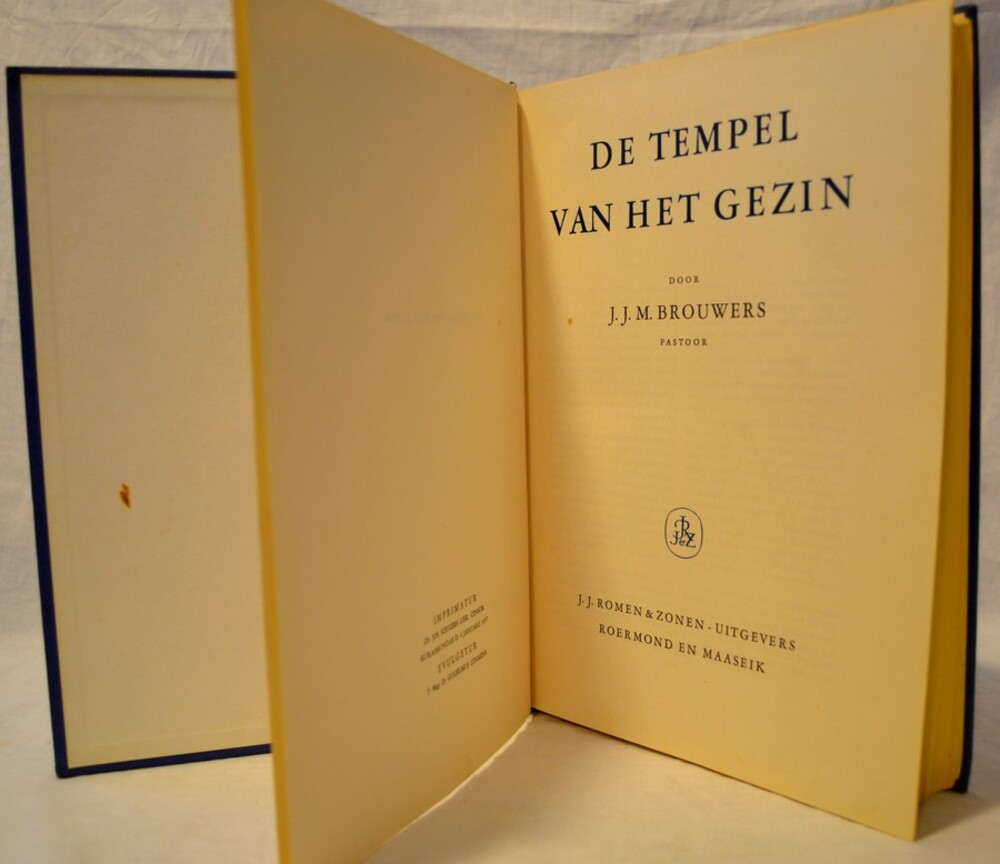 IMPRIMATUR
EVULGETUR
DE TEMPEL
VAN HET GEZIN
DOOR
J. J. M. BROUWERS
PASTOOR
J. J. ROMEN & ZONEN - UITGEVERS
ROERMOND EN MAASEIK